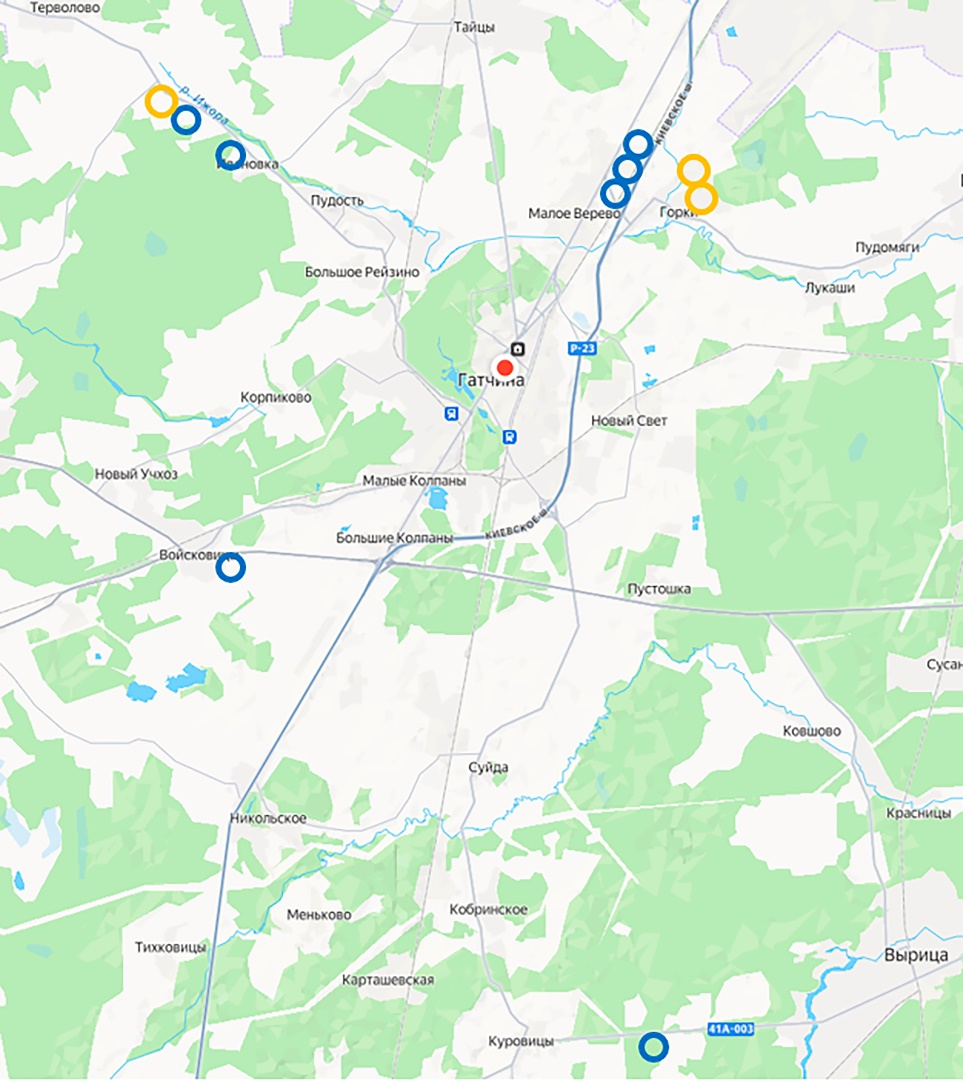 Терволово
Тайцы
р. Ижора
КИЕВСКОЕ ш.
Ивановка
Пудость
Малое Верево
Горки
Пудомяги
Большое Рейзино
Лукаши
Р-23
Гатчина
Корпиково
Новый Свет
Новый Учхоз
Малые Колпаны
КИЕВСКОЕ ш.
Большие Колпаны
Войсковицы
Пустошка
Сусан
Ковшово
Суйда
Никольское
Красницы
Кобринское
Меньково
Тихковицы
Вырица
Карташевская
41А-003
Куровицы